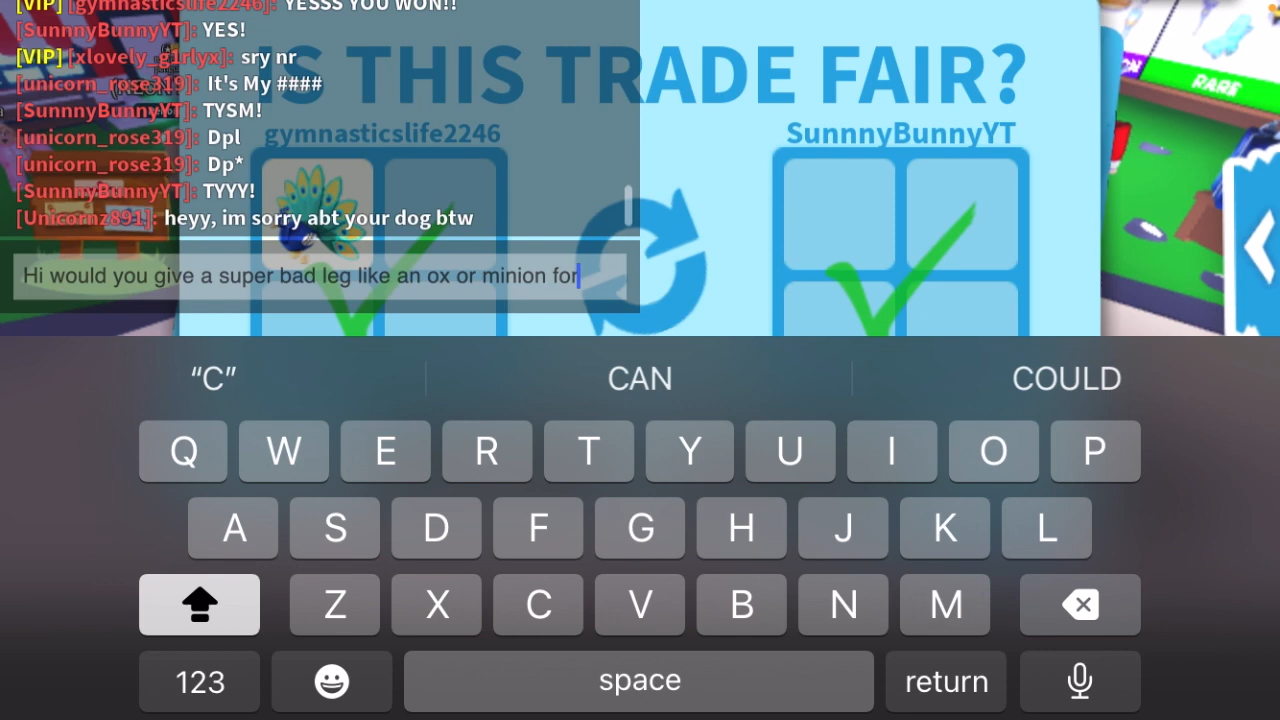 [VIP] [gymnasticslife2246]: YESSS YOU WON!!
[SunnnyBunnyYT]: YES!
[VIP] [xlovely_g1rlyx]: sry nr
[unicorn_rose319]: It's My ####
[SunnnyBunnyYT]: TYSM!
[unicorn_rose319]: Dpl
[unicorn_rose319]: Dp*
[SunnnyBunnyYT]: TYYY!
[Unicornz891]: heyy, im sorry abt your dog btw
Hi would you give a super bad leg like an ox or minion for
IS THIS TRADE FAIR?
gymnasticslife2246
SunnnyBunnyYT
RARE
“C” CAN COULD
Q W E R T Y U I O P
A S D F G H J K L
Z X C V B N M
123 space return